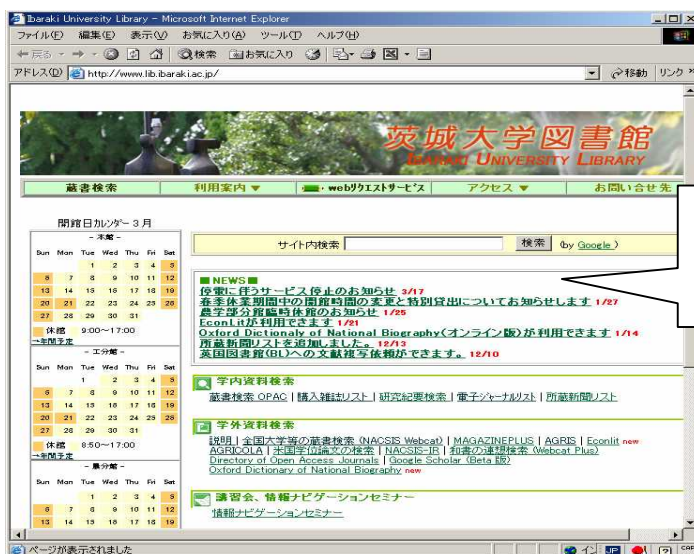 Ibaraki University Library - Microsoft Internet Explorer
ファイル(F) 編集(E) 表示(V) お気に入り(A) ツール(T) ヘルプ(H)
戻る 検索 お気に入り
アドレス(D) http://www.lib.ibaraki.ac.jp/ 移動 リンク
茨城大学図書館
IBARAKI UNIVERSITY LIBRARY
蔵書検索 利用案内▼ webリクエストサービス アクセス▼ お問い合せ先
開館日カレンダー 3月
- 本館 -
Sun Mon Tue Wed Thu Fri Sat
1 2 3 4 5
6 7 8 9 10 11 12
13 14 15 16 17 18 19
20 21 22 23 24 25 26
27 28 29 30 31
休館 9:00～17:00
→年間予定
- 工分館 -
Sun Mon Tue Wed Thu Fri Sat
1 2 3 4 5
6 7 8 9 10 11 12
13 14 15 16 17 18 19
20 21 22 23 24 25 26
27 28 29 30 31
休館 8:50～17:00
→年間予定
- 農分館 -
Sun Mon Tue Wed Thu Fri Sat
1 2 3 4 5
6 7 8 9 10 11 12
13 14 15 16 17 18 19
サイト内検索 検索 (by Google )
■NEWS■
停電に伴うサービス停止のお知らせ 3/17
春季休業期間中の開館時間の変更と特別貸出についてお知らせします 1/27
農学部分館臨時休館のお知らせ 1/25
EconLitが利用できます 1/21
Oxford Dictionaly of National Biography(オンライン版)が利用できます 1/14
所蔵新聞リストを追加しました。 12/13
英国図書館(BL)への文献複写依頼ができます。 12/10
学内資料検索
蔵書検索 OPAC | 購入雑誌リスト | 研究紀要検索 | 電子ジャーナルリスト | 所蔵新聞リスト
学外資料検索
説明 | 全国大学等の蔵書検索 (NACSIS Webcat) | MAGAZINEPLUS | AGRIS | Econlit new
AGRICOLA | 米国学位論文の検索 | NACSIS-IR | 和書の連想検索 (Webcat Plus)
Directory of Open Access Journals | Google Scholar (Beta 版)
Oxford Dictionary of National Biography new
講習会、情報ナビゲーションセミナー
情報ナビゲーションセミナー
ページが表示されました